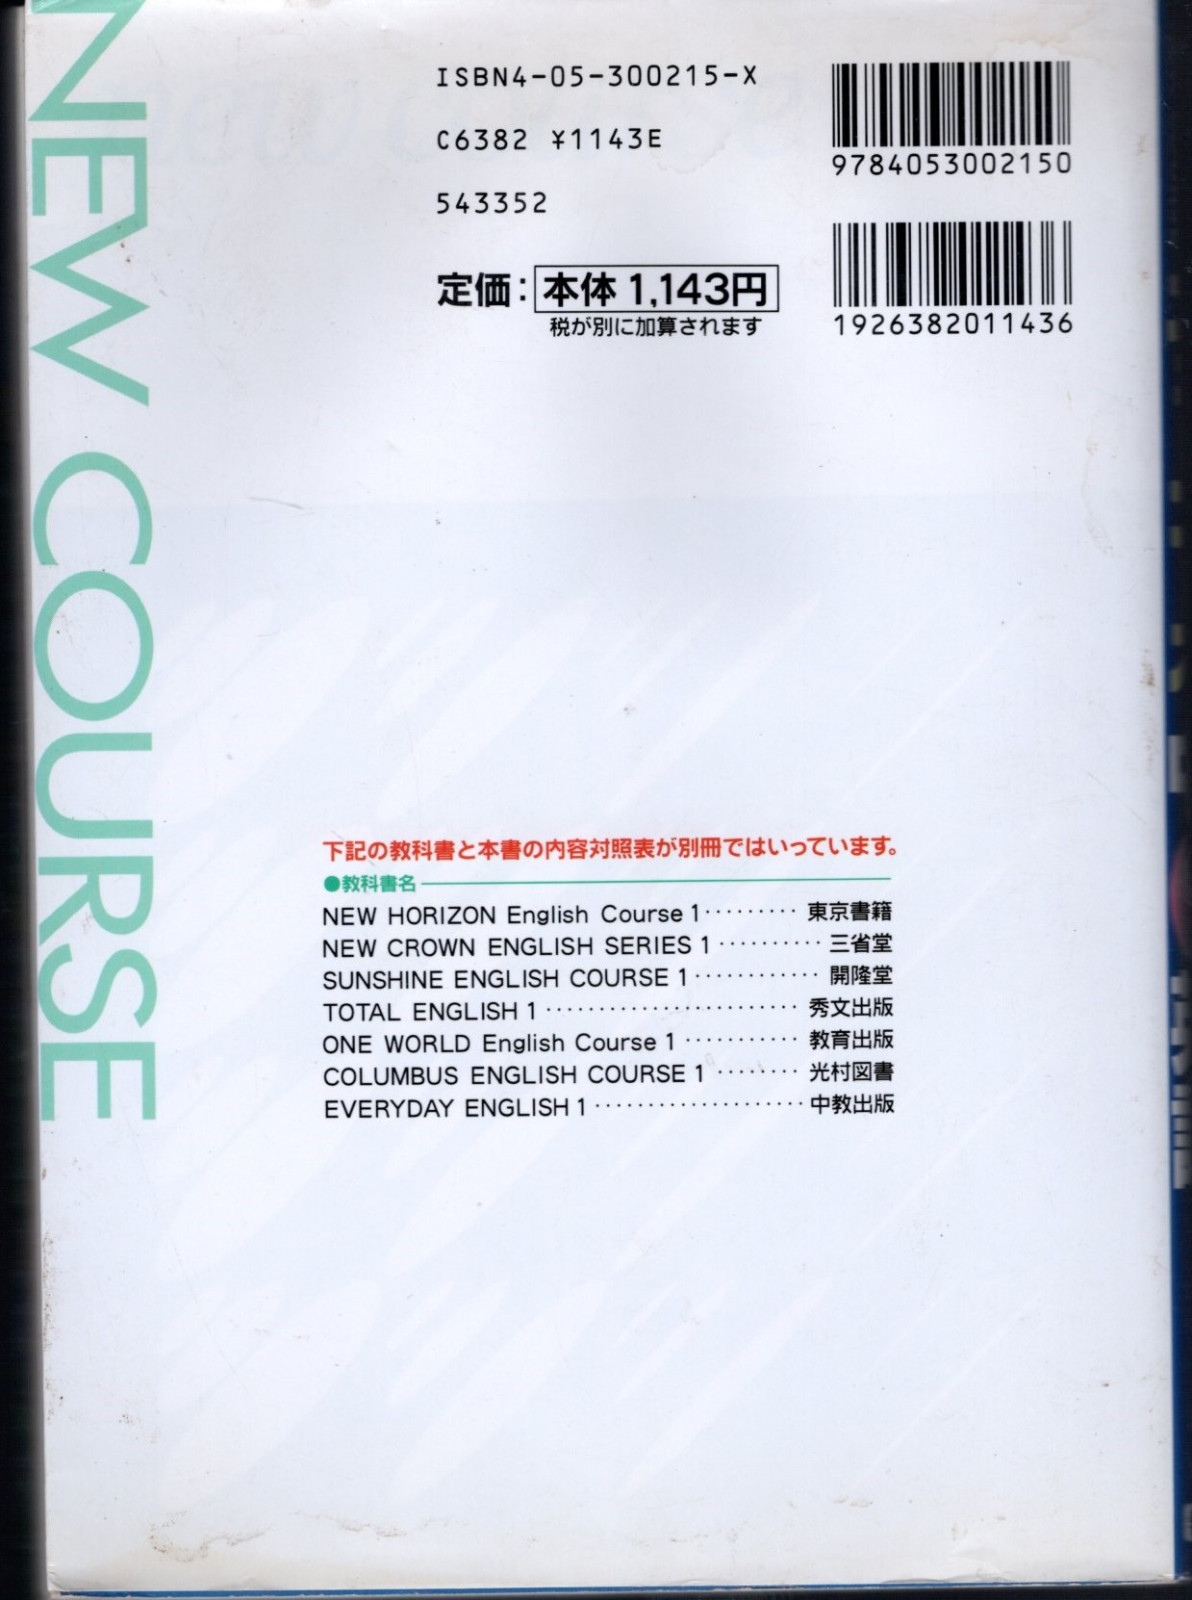 NEW COURSE
ISBN4-05-300215-X
C6382 ¥1143E
543352
定価：本体 1,143円
税が別に加算されます
9784053002150
1926382011436
下記の教科書と本書の内容対照表が別冊ではいっています。
●教科書名
NEW HORIZON English Course 1········· 東京書籍
NEW CROWN ENGLISH SERIES 1·········· 三省堂
SUNSHINE ENGLISH COURSE 1············ 開隆堂
TOTAL ENGLISH 1························ 秀文出版
ONE WORLD English Course 1··········· 教育出版
COLUMBUS ENGLISH COURSE 1········ 光村図書
EVERYDAY ENGLISH 1····················· 中教出版